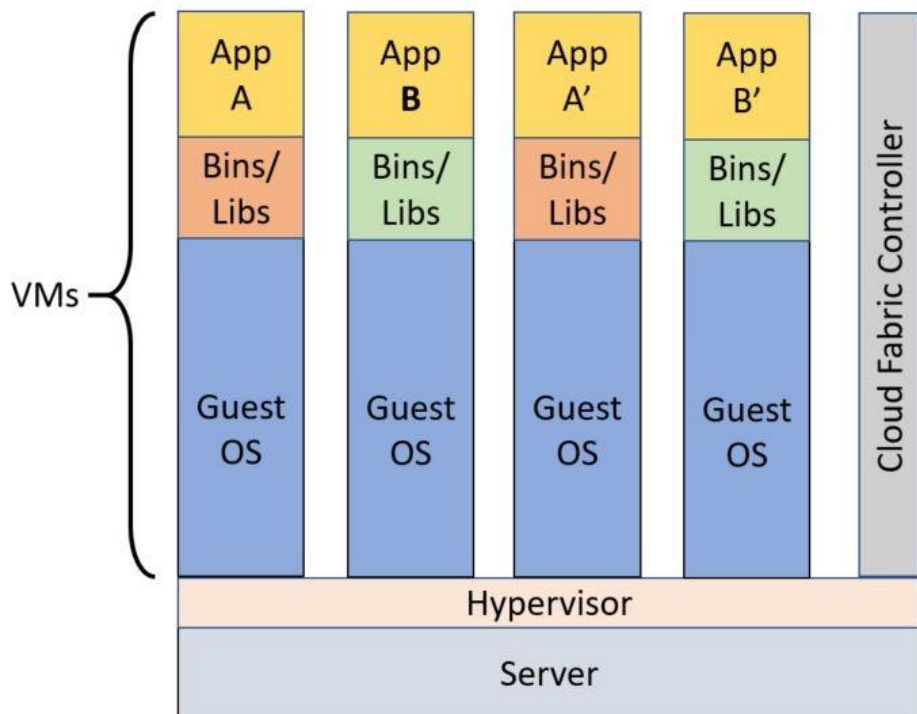 VMs
App
A
Bins/
Libs
Guest
OS
App
B
Bins/
Libs
Guest
OS
App
A’
Bins/
Libs
Guest
OS
App
B’
Bins/
Libs
Guest
OS
Cloud Fabric Controller
Hypervisor
Server